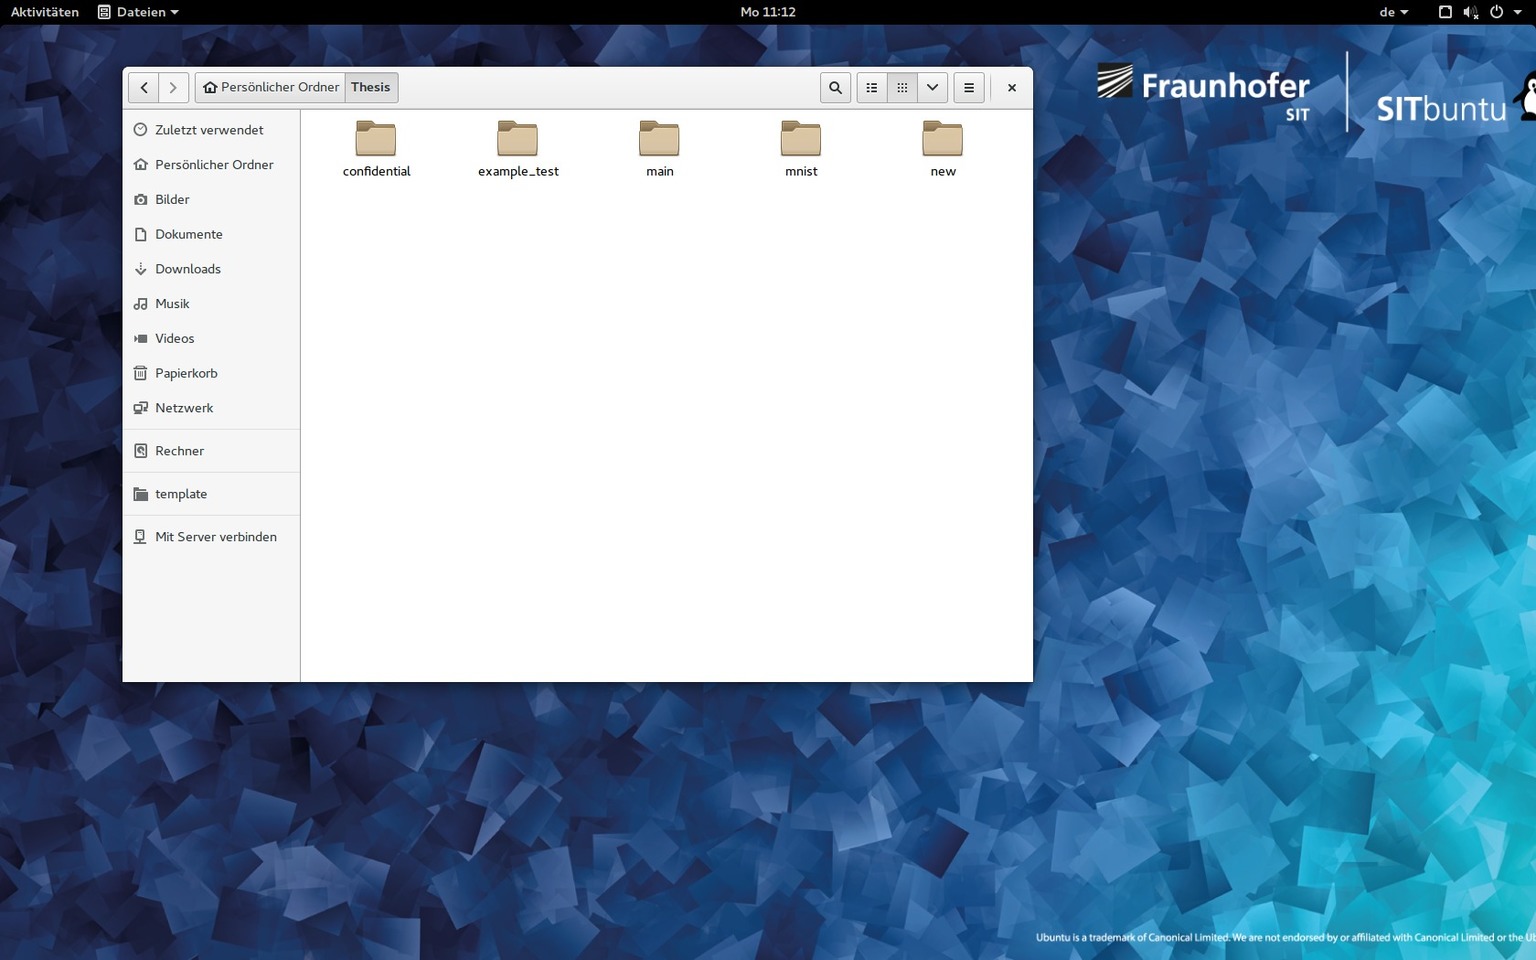 Aktivitäten Dateien Mo 11:12 de
Persönlicher Ordner Thesis
Fraunhofer
SIT
SITbuntu
Zuletzt verwendet
Persönlicher Ordner
Bilder
Dokumente
Downloads
Musik
Videos
Papierkorb
Netzwerk
Rechner
template
Mit Server verbinden
confidential example_test main mnist new
Ubuntu is a trademark of Canonical Limited. We are not endorsed by or affiliated with Canonical Limited or the Ub